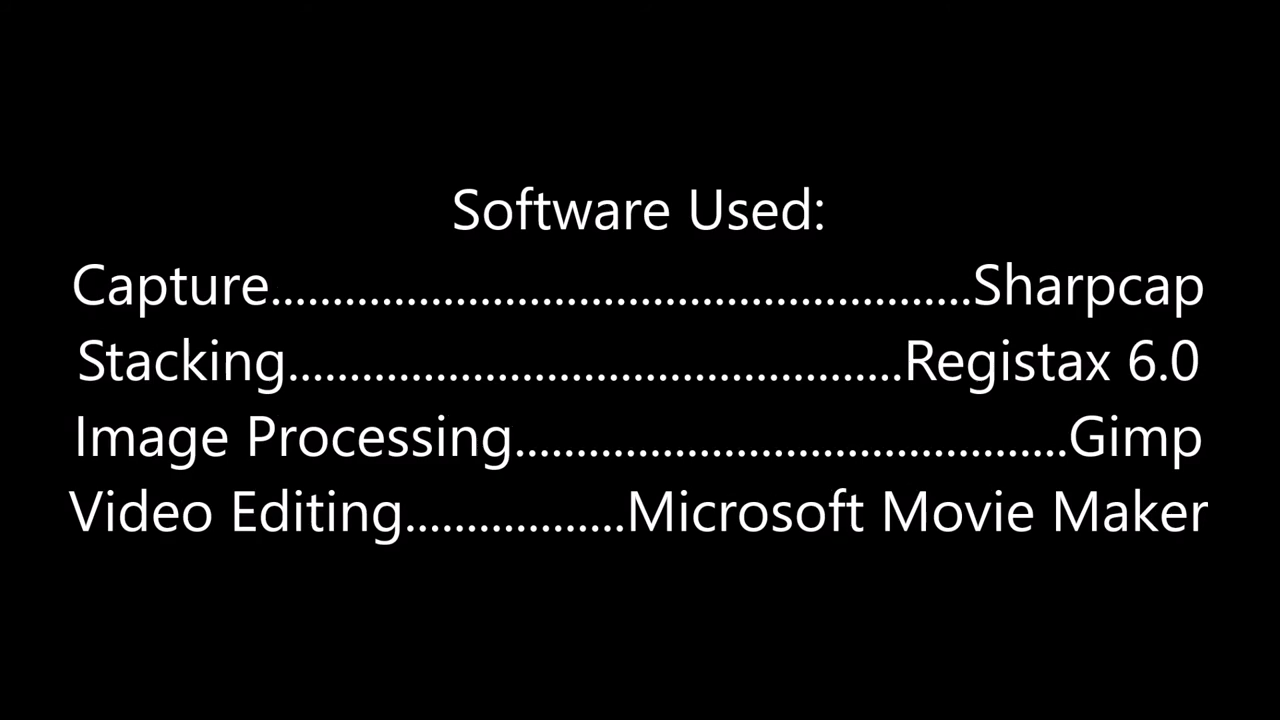 Software Used:
Capture.........................................................Sharpcap
Stacking..................................................Registax 6.0
Image Processing.............................................Gimp
Video Editing..................Microsoft Movie Maker